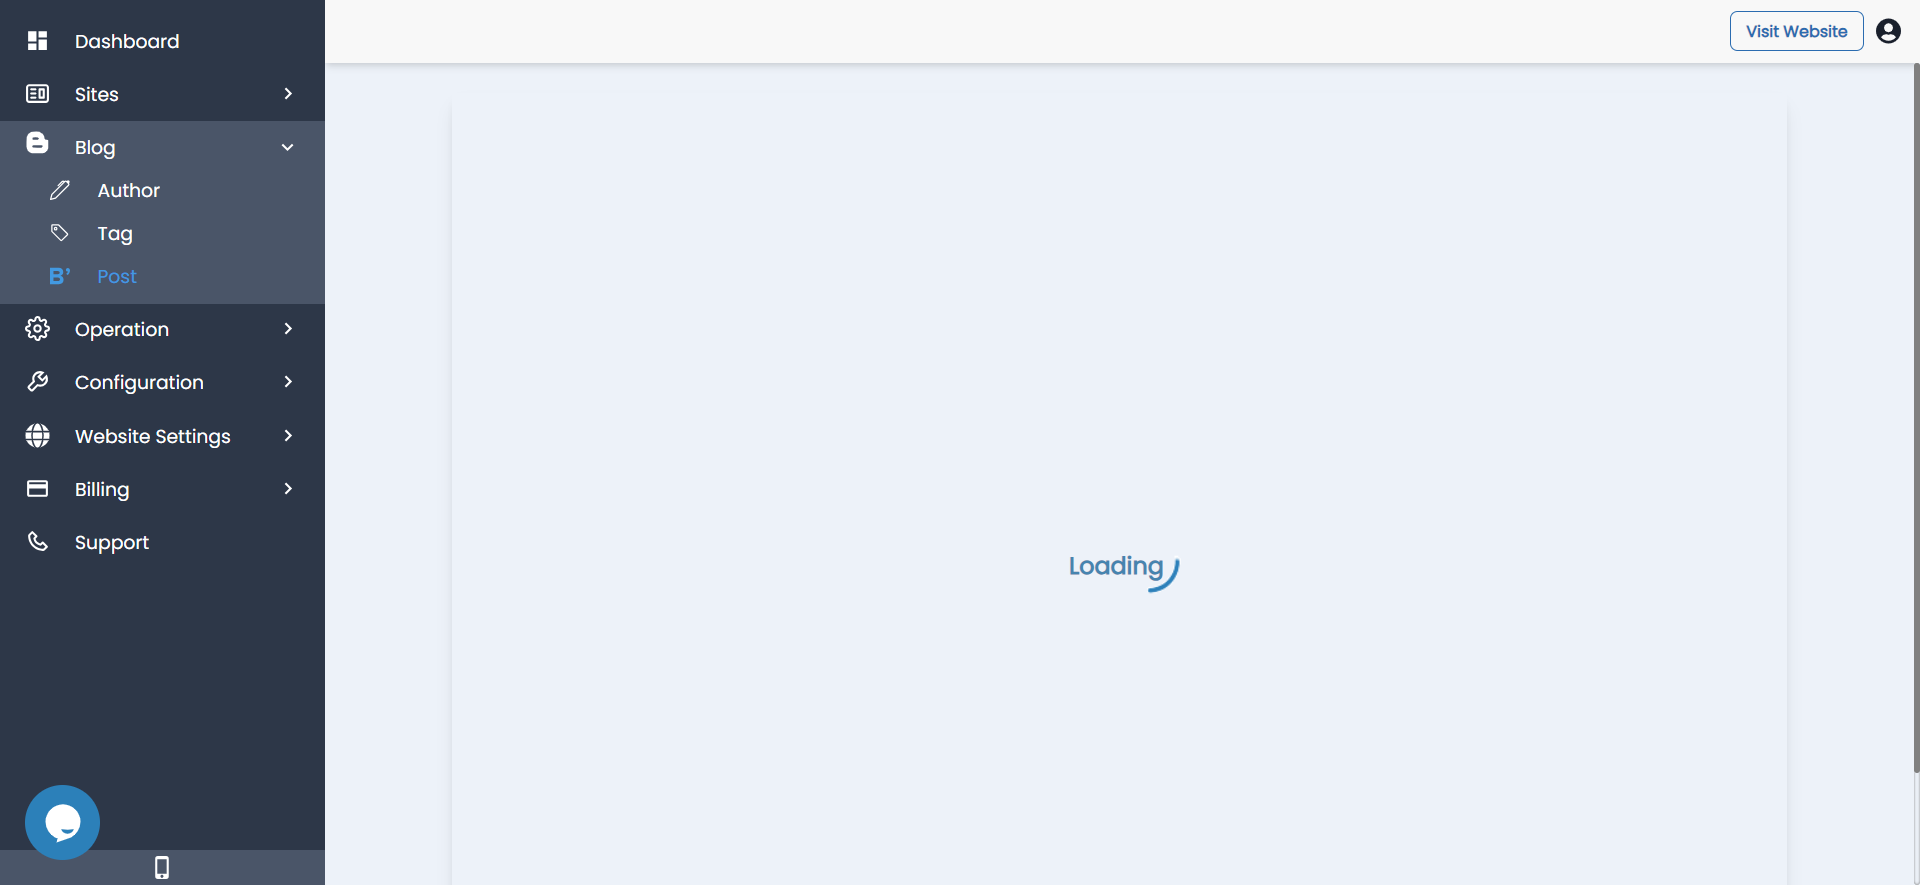 Visit Website
Dashboard
Sites
Blog
Author
Tag
B' Post
Operation
Configuration
Website Settings
Billing
Support
Loading